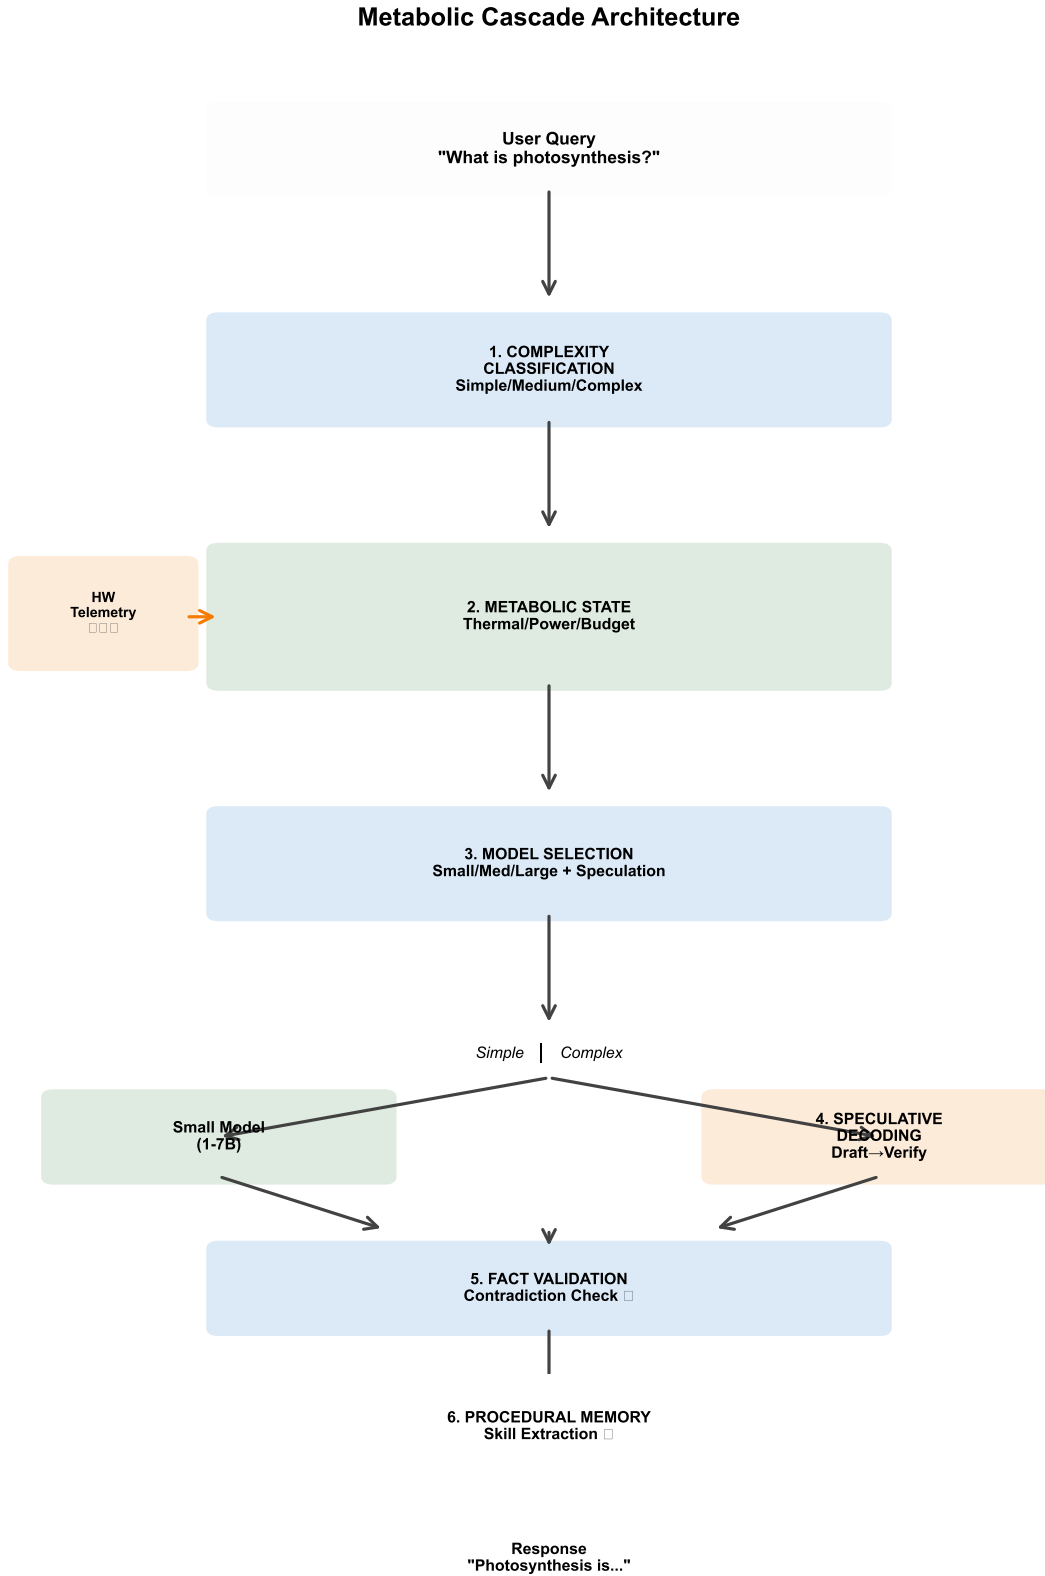 Metabolic Cascade Architecture
User Query
"What is photosynthesis?"
1. COMPLEXITY
CLASSIFICATION
Simple/Medium/Complex
HW
Telemetry
□□□
2. METABOLIC STATE
Thermal/Power/Budget
3. MODEL SELECTION
Small/Med/Large + Speculation
Simple
Complex
Small Model
(1-7B)
4. SPECULATIVE
DECODING
Draft→Verify
5. FACT VALIDATION
Contradiction Check □
6. PROCEDURAL MEMORY
Skill Extraction □
Response
"Photosynthesis is..."